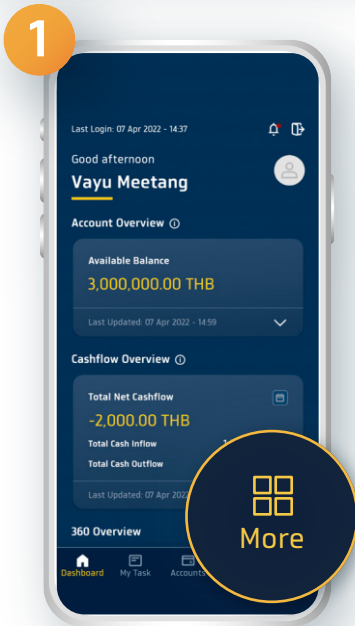 1
Last Login: 07 Apr 2022 - 14:37
Good afternoon
Vayu Meetang
Account Overview
Available Balance
3,000,000.00 THB
Last Updated: 07 Apr 2022 - 14:59
Cashflow Overview
Total Net Cashflow
-2,000.00 THB
Total Cash Inflow
Total Cash Outflow
Last Updated: 07 Apr 202
360 Overview
More
Dashboard My Task Accounts